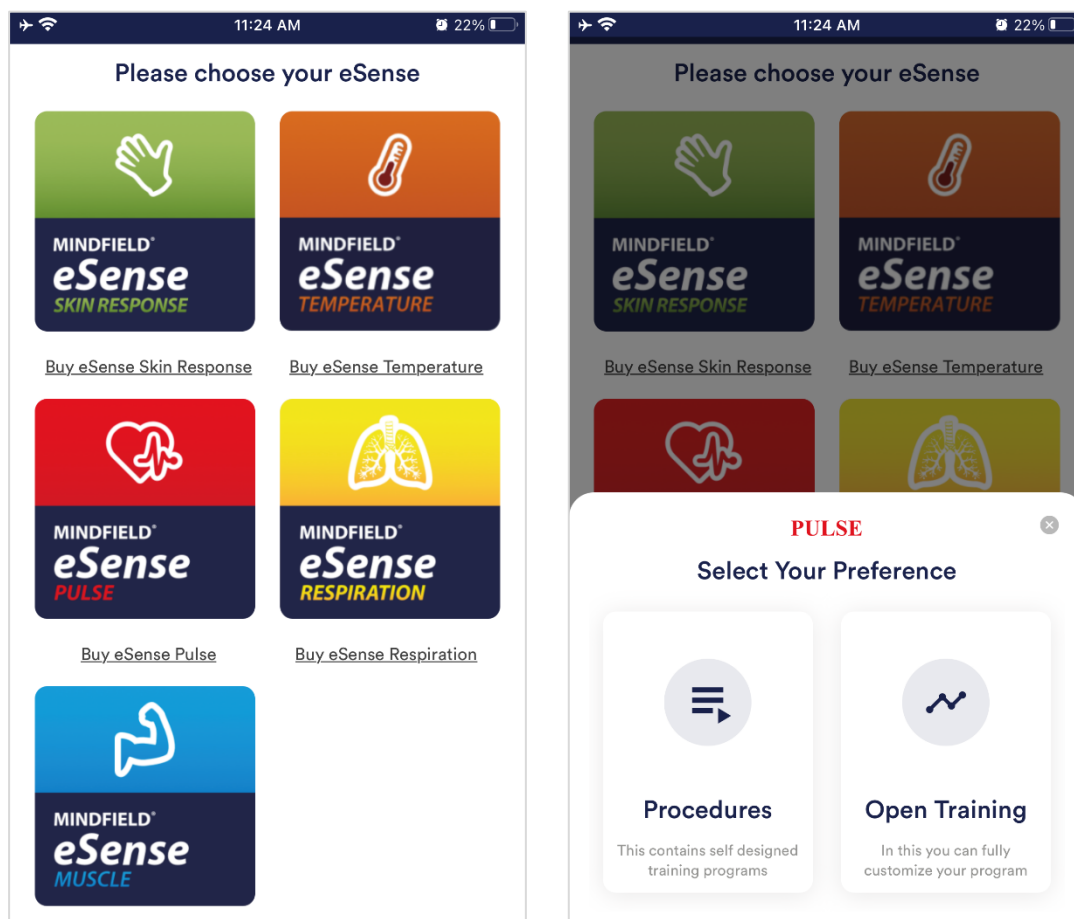 11:24 AM
22%
Please choose your eSense
MINDFIELD®
eSense
SKIN RESPONSE
MINDFIELD®
eSense
TEMPERATURE
Buy eSense Skin Response
Buy eSense Temperature
MINDFIELD®
eSense
PULSE
MINDFIELD®
eSense
RESPIRATION
Buy eSense Pulse
Buy eSense Respiration
MINDFIELD®
eSense
MUSCLE
11:24 AM
22%
Please choose your eSense
MINDFIELD®
eSense
SKIN RESPONSE
MINDFIELD®
eSense
TEMPERATURE
Buy eSense Skin Response
Buy eSense Temperature
PULSE
Select Your Preference
Procedures
This contains self designed
training programs
Open Training
In this you can fully
customize your program